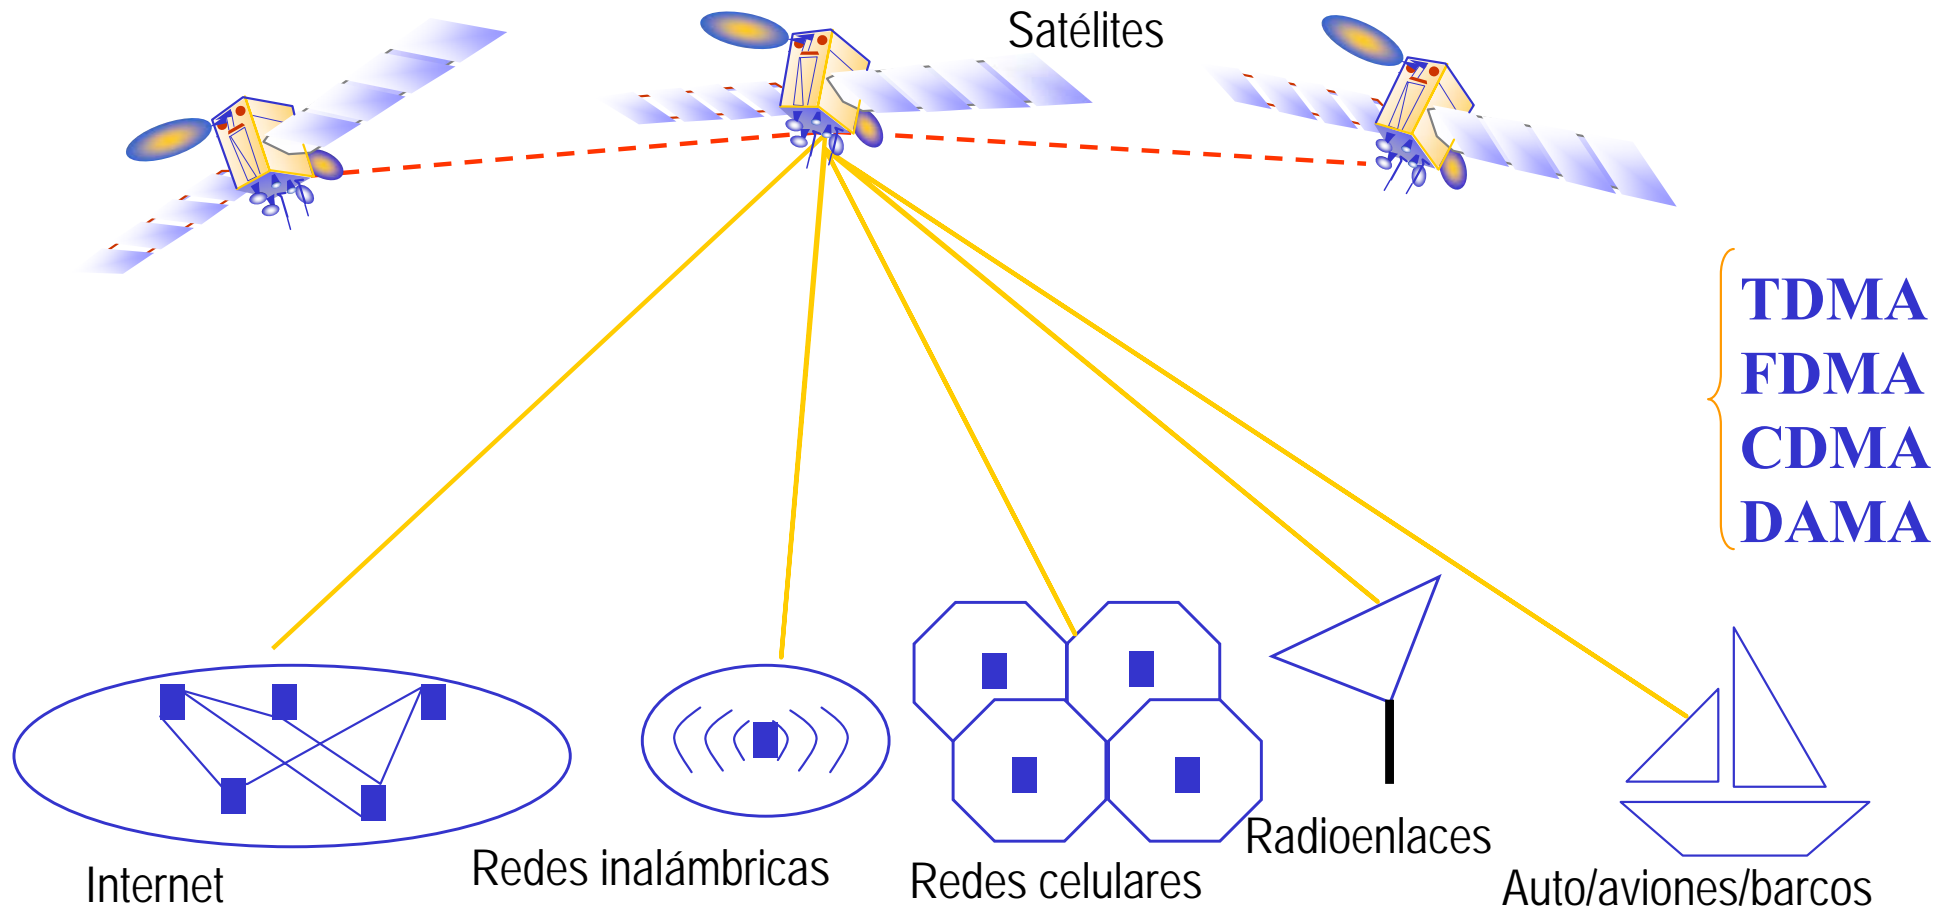 Satélites
TDMA
FDMA
CDMA
DAMA
Internet
Redes inalámbricas
Redes celulares
Radioenlaces
Auto/aviones/barcos